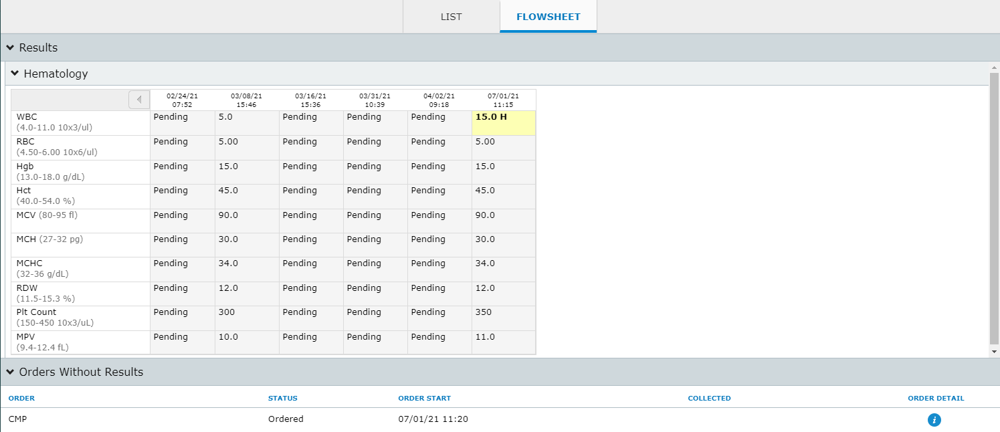 LIST FLOWSHEET
Results
Hematology
02/24/21 03/08/21 03/16/21 03/31/21 04/02/21 07/01/21
07:52 15:46 15:36 10:39 09:18 11:15
WBC Pending 5.0 Pending Pending Pending 15.0 H
(4.0-11.0 10x3/ul)
RBC Pending 5.00 Pending Pending Pending 5.00
(4.50-6.00 10x6/ul)
Hgb Pending 15.0 Pending Pending Pending 15.0
(13.0-18.0 g/dL)
Hct Pending 45.0 Pending Pending Pending 45.0
(40.0-54.0 %)
MCV (80-95 fl) Pending 90.0 Pending Pending Pending 90.0
MCH (27-32 pg) Pending 30.0 Pending Pending Pending 30.0
MCHC Pending 34.0 Pending Pending Pending 34.0
(32-36 g/dL)
RDW Pending 12.0 Pending Pending Pending 12.0
(11.5-15.3 %)
Plt Count Pending 300 Pending Pending Pending 350
(150-450 10x3/uL)
MPV Pending 10.0 Pending Pending Pending 11.0
(9.4-12.4 fL)
Orders Without Results
ORDER STATUS ORDER START COLLECTED ORDER DETAIL
CMP Ordered 07/01/21 11:20 i